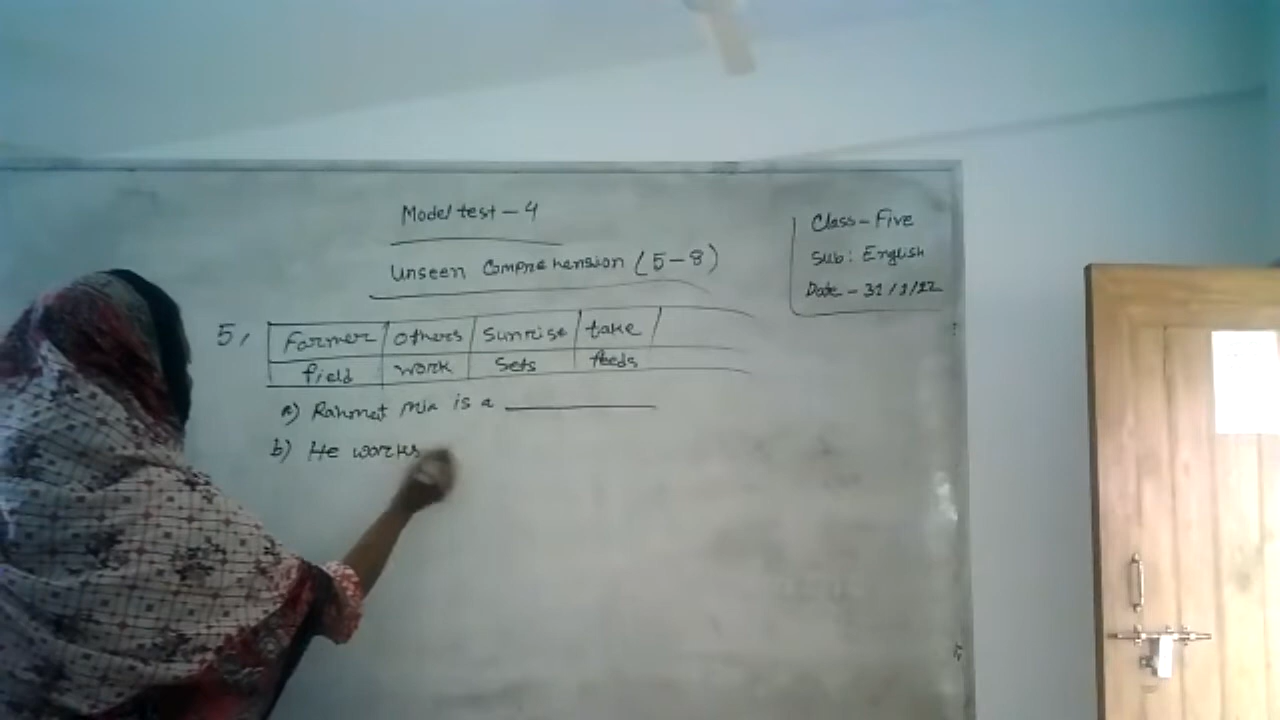 Model test - 4
Unseen Comprehension (5-8)
Class - Five
Sub : English
Date - 31/1/22
5, Farmer others Sunrise take
field work sets feeds
a) Rahmat Mia is a
b) He works